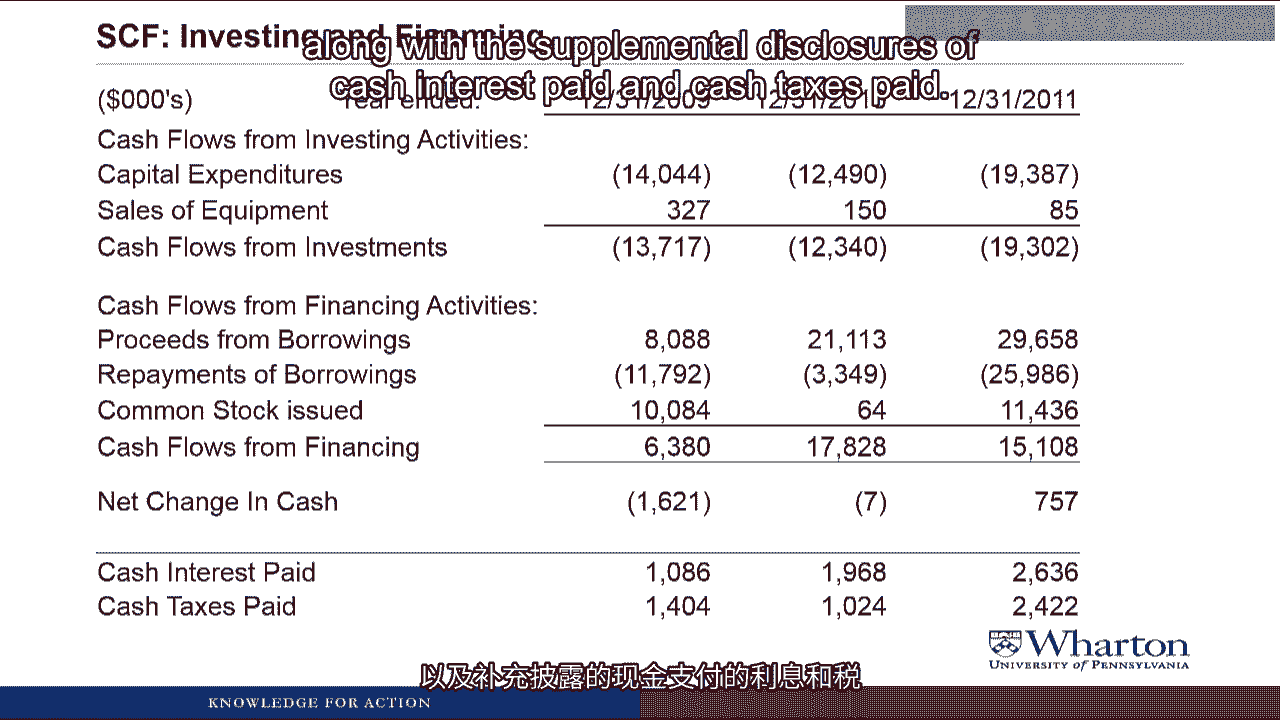 SCF: Investing and Financing
along with the supplemental disclosures of
cash interest paid and cash taxes paid.
($000's) Year ended: 12/31/2009 12/31/2010 12/31/2011
Cash Flows from Investing Activities:
Capital Expenditures (14,044) (12,490) (19,387)
Sales of Equipment 327 150 85
Cash Flows from Investments (13,717) (12,340) (19,302)
Cash Flows from Financing Activities:
Proceeds from Borrowings 8,088 21,113 29,658
Repayments of Borrowings (11,792) (3,349) (25,986)
Common Stock issued 10,084 64 11,436
Cash Flows from Financing 6,380 17,828 15,108
Net Change In Cash (1,621) (7) 757
Cash Interest Paid 1,086 1,968 2,636
Cash Taxes Paid 1,404 1,024 2,422
Wharton
UNIVERSITY of PENNSYLVANIA
以及补充披露的现金支付的利息和税
KNOWLEDGE FOR ACTION